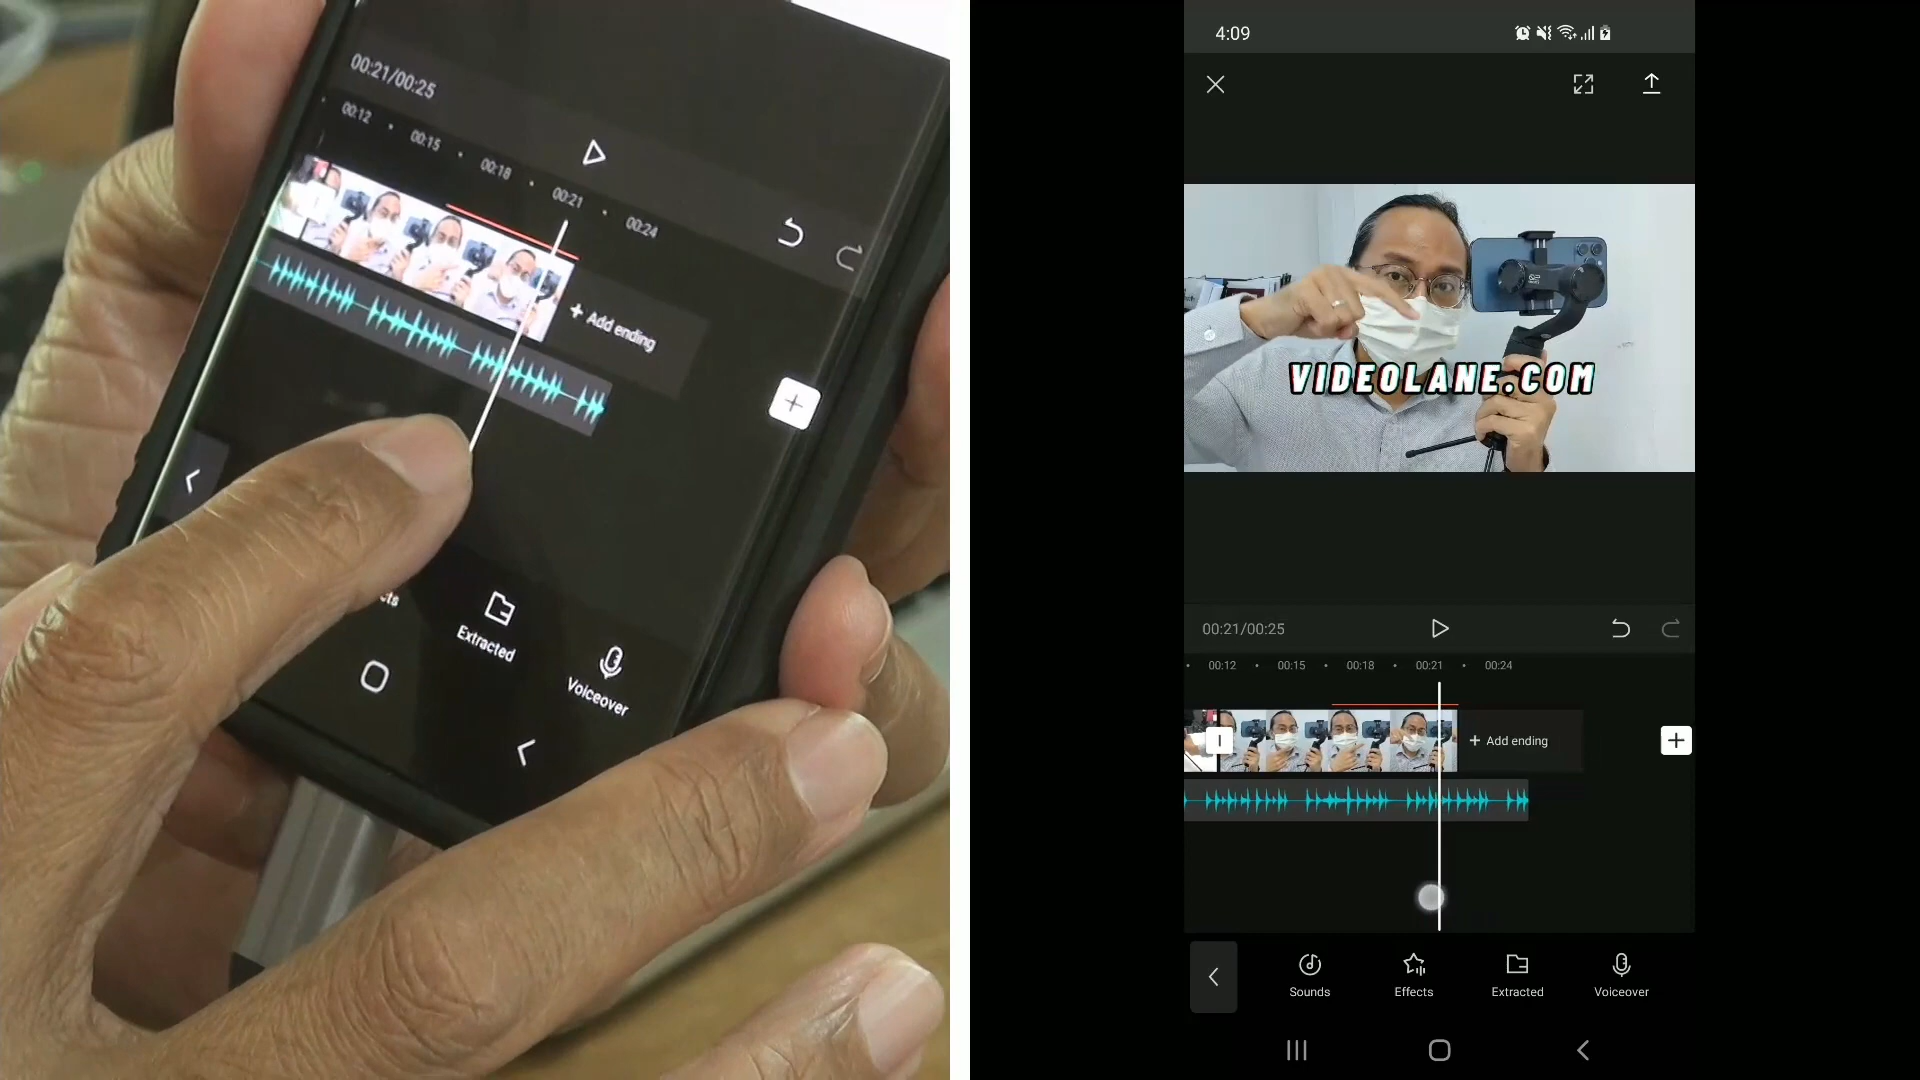 00:21/00:25
00:12
00:15
00:18
00:21
00:24
+ Add ending
Extracted
Voiceover
4:09
VIDEOLANE.COM
00:21/00:25
00:12
00:15
00:18
00:21
00:24
+ Add ending
Sounds
Effects
Extracted
Voiceover